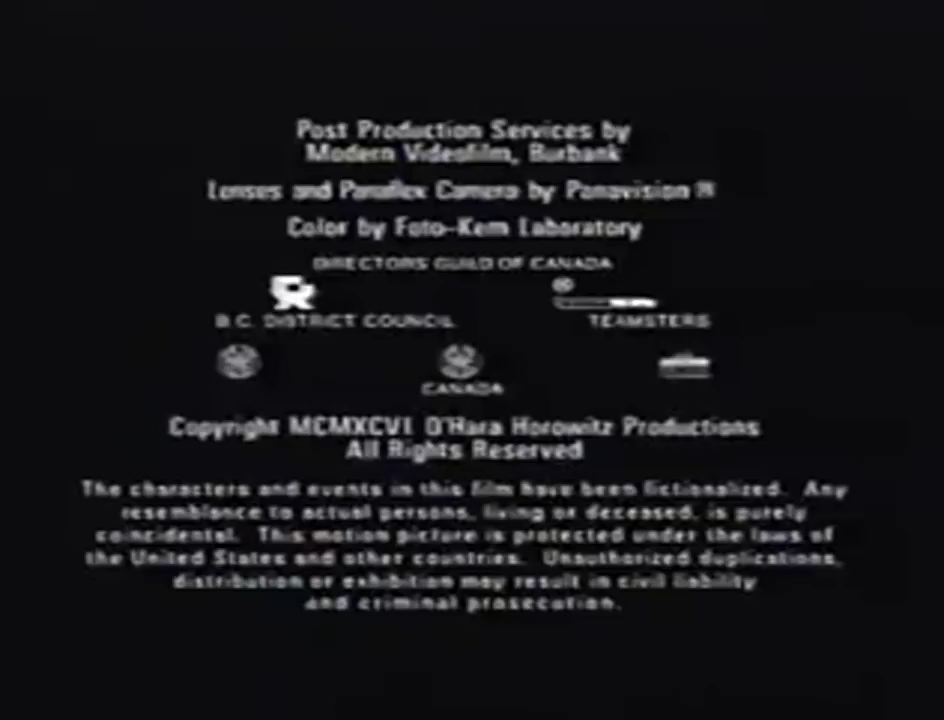 Post Production Services by
Modern Videofilm, Burbank
Lenses and Panaflex Camera by Panavision ®
Color by Foto-Kem Laboratory
DIRECTORS GUILD OF CANADA
B.C. DISTRICT COUNCIL
TEAMSTERS
CANADA
Copyright MCMXCVI O'Hara Horowitz Productions
All Rights Reserved
The characters and events in this film have been fictionalized. Any
resemblance to actual persons, living or deceased, is purely
coincidental. This motion picture is protected under the laws of
the United States and other countries. Unauthorized duplications,
distribution or exhibition may result in civil liability
and criminal prosecution.